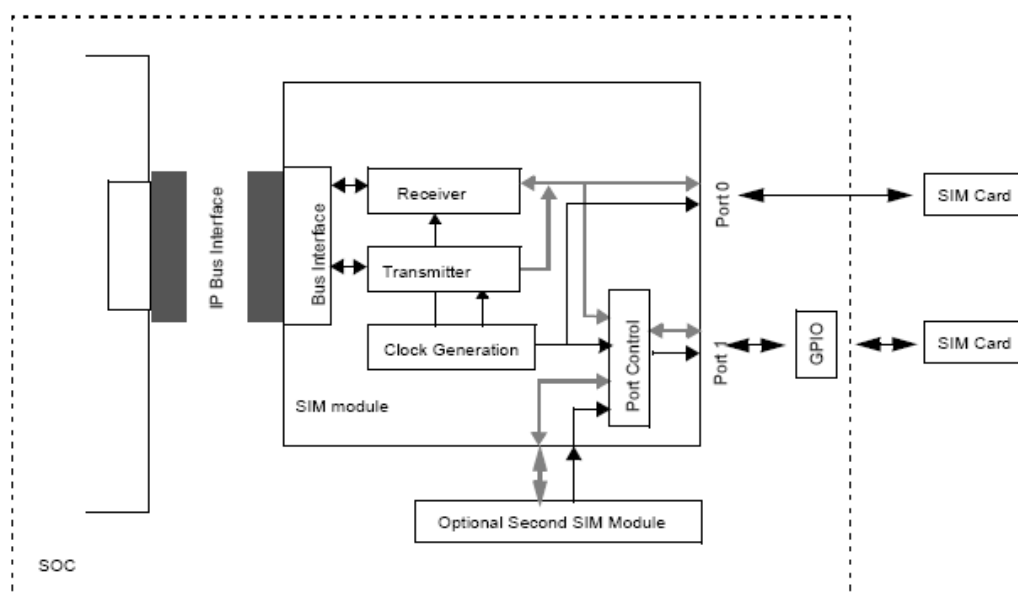 IP Bus Interface
Bus Interface
Receiver
Transmitter
Clock Generation
SIM module
Port Control
Port 0
Port 1
GPIO
SIM Card
SIM Card
Optional Second SIM Module
SOC